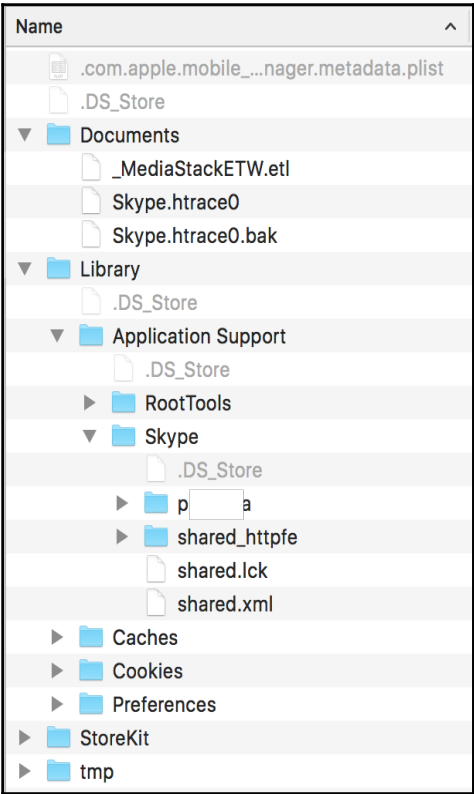 Name
.com.apple.mobile_...nager.metadata.plist
.DS_Store
Documents
_MediaStackETW.etl
Skype.htrace0
Skype.htrace0.bak
Library
.DS_Store
Application Support
.DS_Store
RootTools
Skype
.DS_Store
p a
shared_httpfe
shared.lck
shared.xml
Caches
Cookies
Preferences
StoreKit
tmp